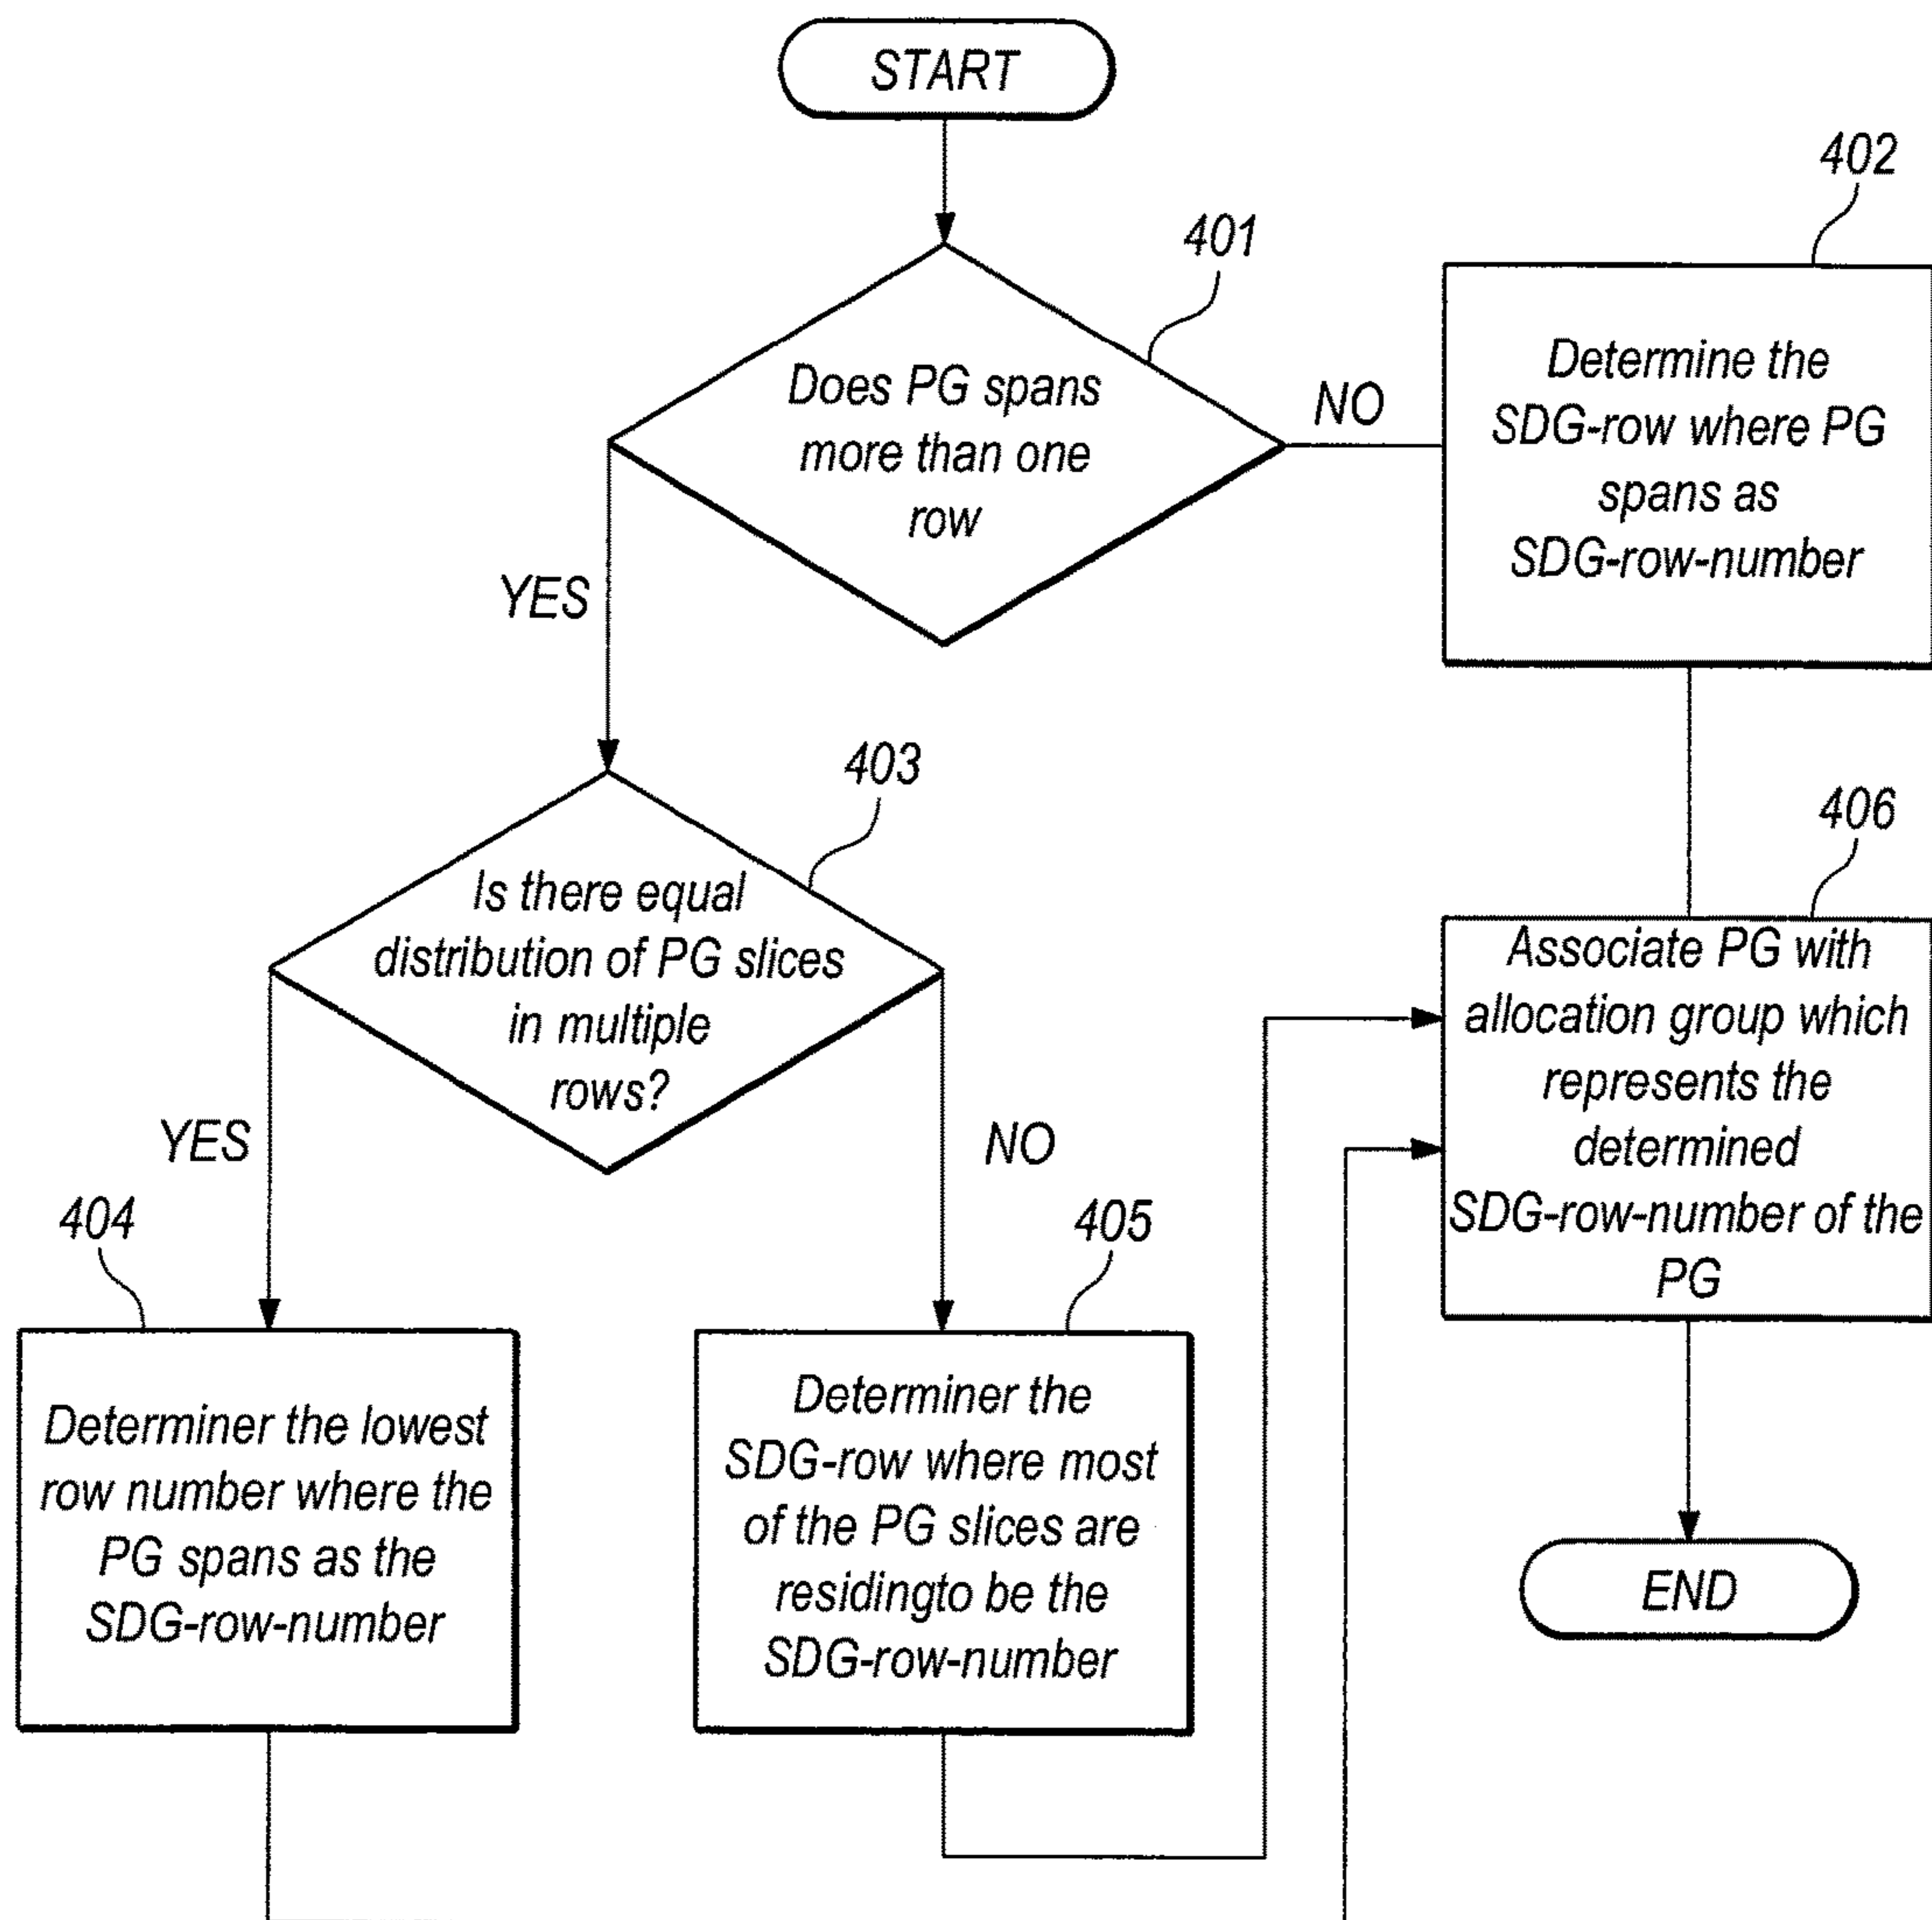 START
401
Does PG spans
more than one
row
NO
402
Determine the
SDG-row where PG
spans as
SDG-row-number
YES
403
Is there equal
distribution of PG slices
in multiple
rows?
YES
NO
404
Determiner the lowest
row number where the
PG spans as the
SDG-row-number
405
Determiner the
SDG-row where most
of the PG slices are
residingto be the
SDG-row-number
406
Associate PG with
allocation group which
represents the
determined
SDG-row-number of the
PG
END